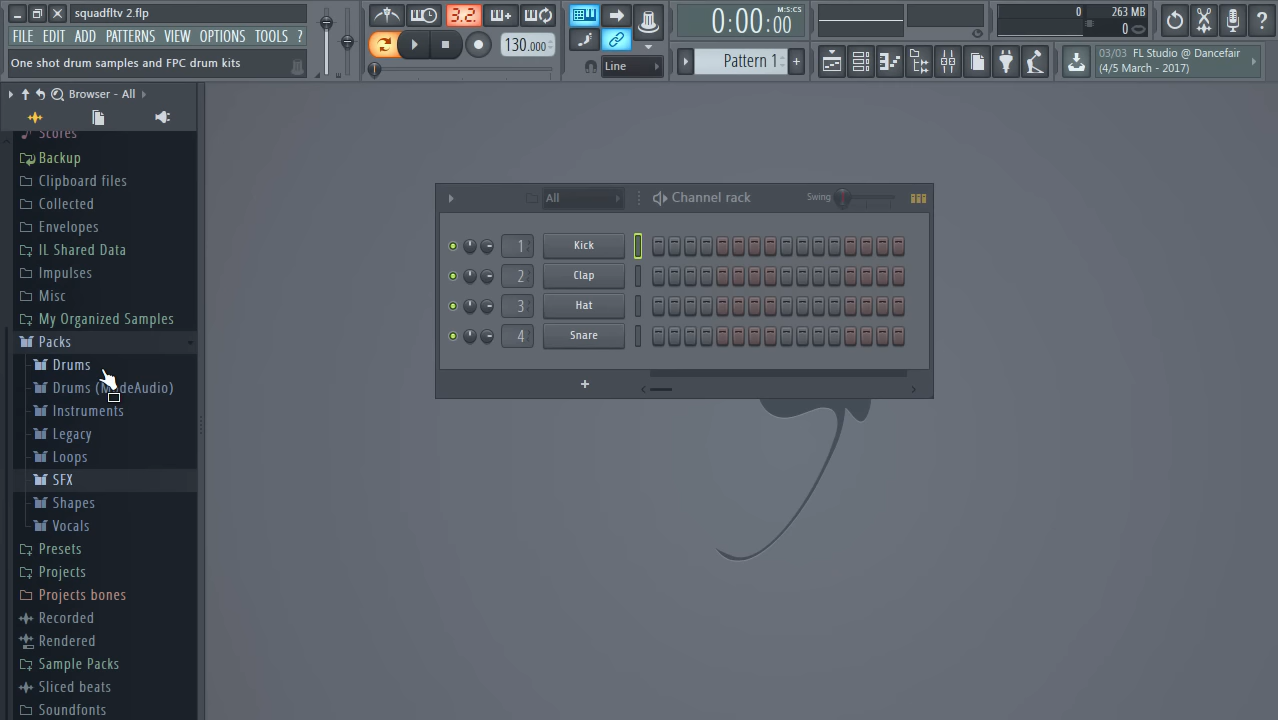 squadfltv 2.flp
FILE EDIT ADD PATTERNS VIEW OPTIONS TOOLS ?
One shot drum samples and FPC drum kits
3.2.
130.000
Line
0:00:00
M:S:CS
Pattern 1
0
263 MB
0
03/03 FL Studio @ Dancefair
(4/5 March - 2017)
Browser - All
Scores
Backup
Clipboard files
Collected
Envelopes
IL Shared Data
Impulses
Misc
My Organized Samples
Packs
Drums
Drums (ModeAudio)
Instruments
Legacy
Loops
SFX
Shapes
Vocals
Presets
Projects
Projects bones
Recorded
Rendered
Sample Packs
Sliced beats
Soundfonts
All
Channel rack
Swing
1 Kick
2 Clap
3 Hat
4 Snare
+